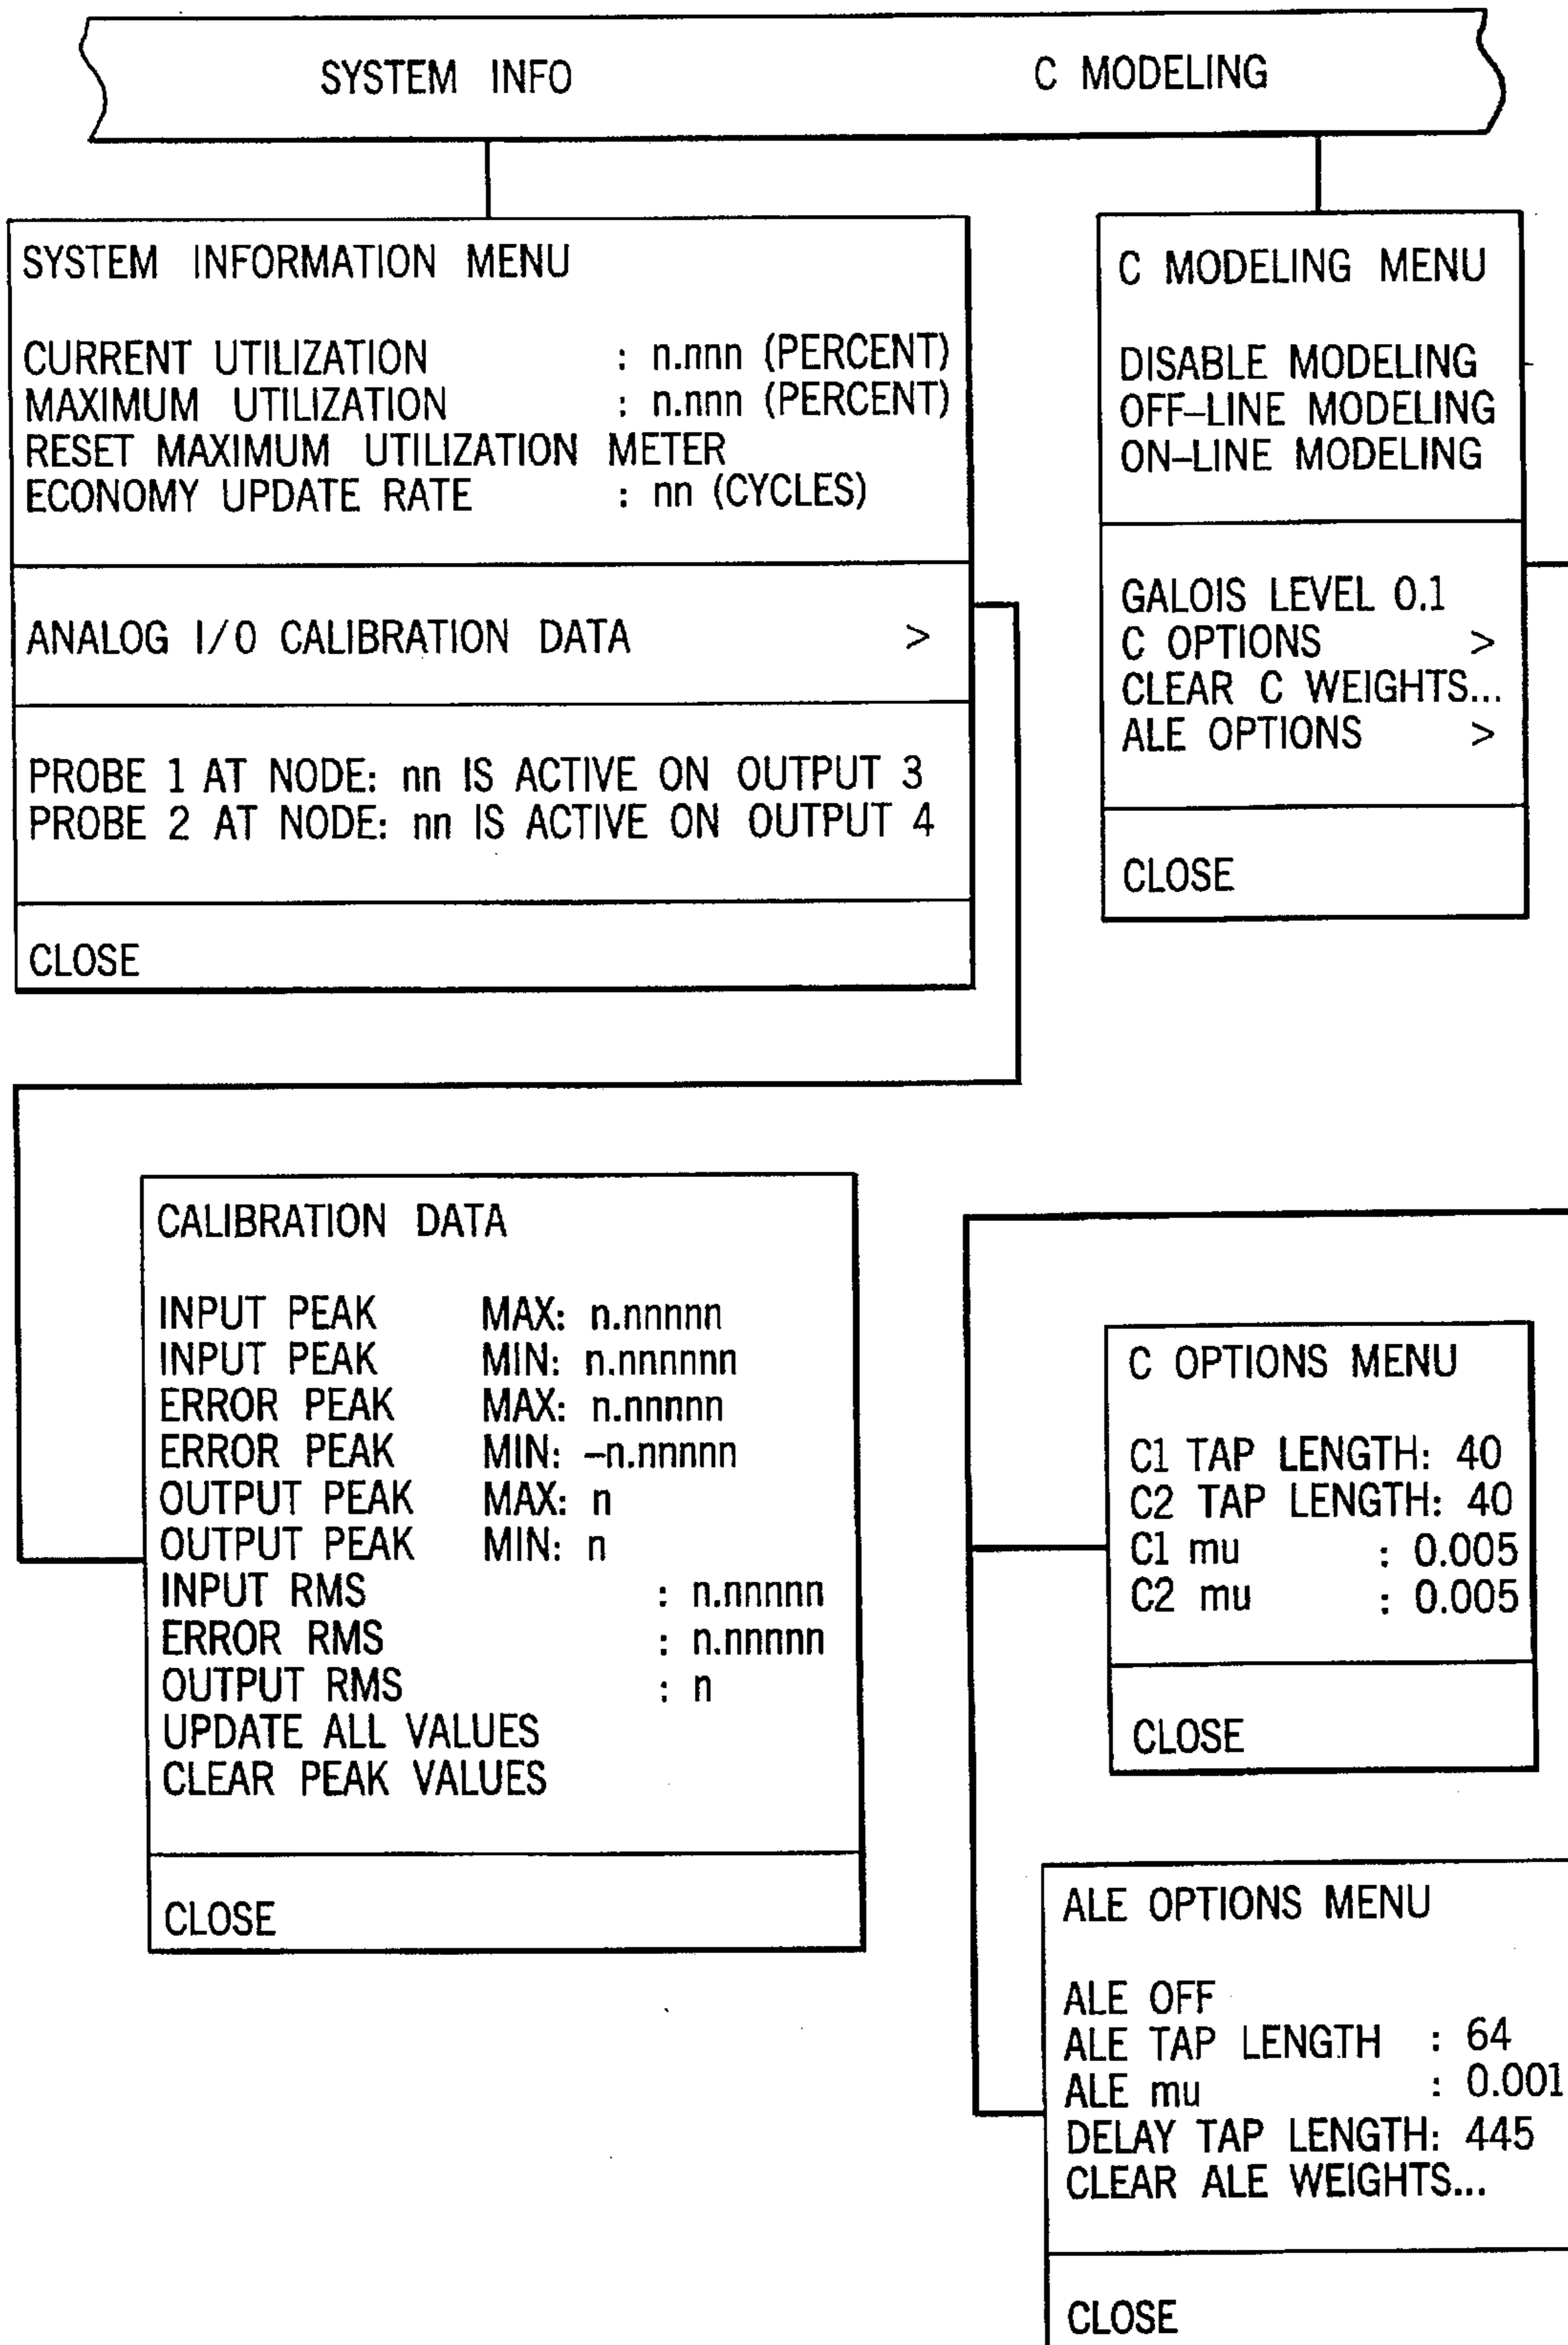 SYSTEM INFO
C MODELING
SYSTEM INFORMATION MENU
CURRENT UTILIZATION : n.nnn (PERCENT)
MAXIMUM UTILIZATION : n.nnn (PERCENT)
RESET MAXIMUM UTILIZATION METER
ECONOMY UPDATE RATE : nn (CYCLES)
ANALOG I/O CALIBRATION DATA >
PROBE 1 AT NODE: nn IS ACTIVE ON OUTPUT 3
PROBE 2 AT NODE: nn IS ACTIVE ON OUTPUT 4
CLOSE
C MODELING MENU
DISABLE MODELING
OFF-LINE MODELING
ON-LINE MODELING
GALOIS LEVEL 0.1
C OPTIONS >
CLEAR C WEIGHTS...
ALE OPTIONS >
CLOSE
CALIBRATION DATA
INPUT PEAK MAX: n.nnnnn
INPUT PEAK MIN: n.nnnnnn
ERROR PEAK MAX: n.nnnnn
ERROR PEAK MIN: -n.nnnnn
OUTPUT PEAK MAX: n
OUTPUT PEAK MIN: n
INPUT RMS : n.nnnnn
ERROR RMS : n.nnnnn
OUTPUT RMS : n
UPDATE ALL VALUES
CLEAR PEAK VALUES
CLOSE
C OPTIONS MENU
C1 TAP LENGTH: 40
C2 TAP LENGTH: 40
C1 mu : 0.005
C2 mu : 0.005
CLOSE
ALE OPTIONS MENU
ALE OFF
ALE TAP LENGTH : 64
ALE mu : 0.001
DELAY TAP LENGTH: 445
CLEAR ALE WEIGHTS...
CLOSE